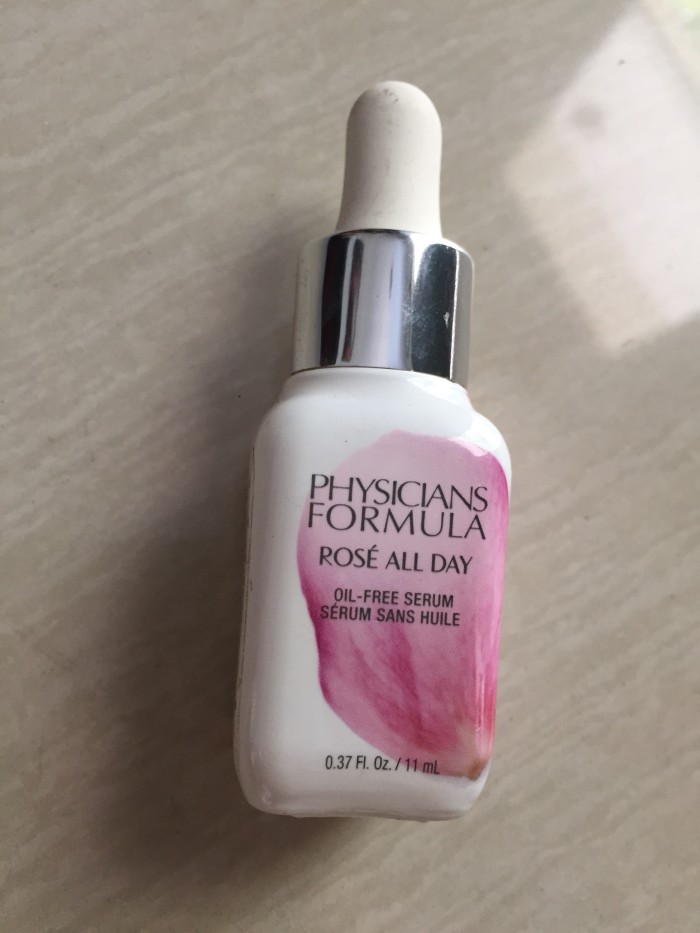 PHYSICIANS
FORMULA
ROSÉ ALL DAY
OIL-FREE SERUM
SÉRUM SANS HUILE
0.37 Fl. Oz. / 11 mL